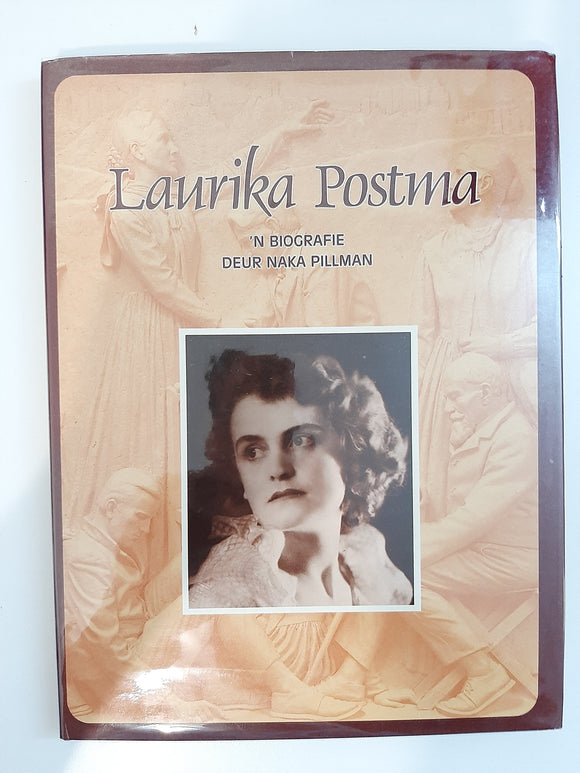 Laurika Postma
'N BIOGRAFIE
DEUR NAKA PILLMAN